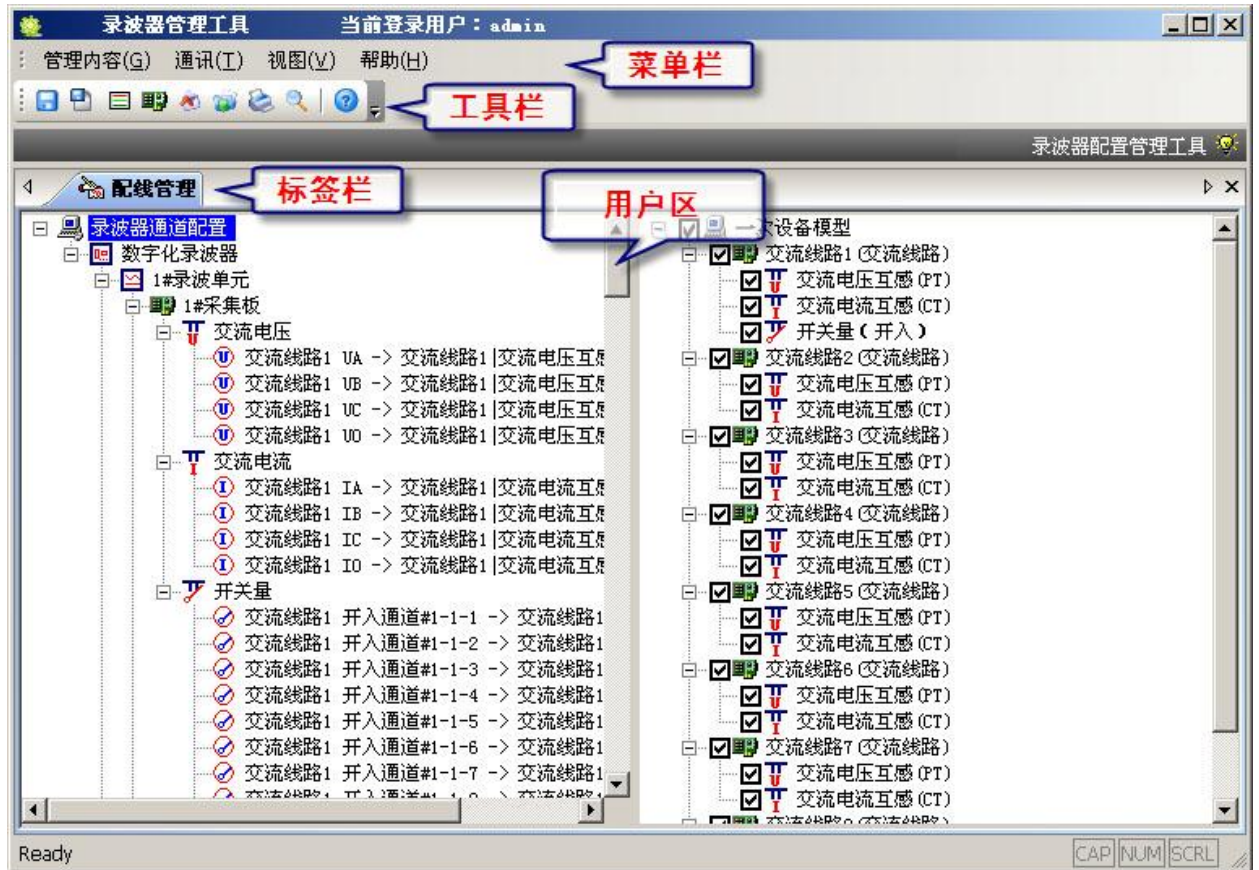 录波器管理工具 当前登录用户：admin
管理内容(G) 通讯(T) 视图(V) 帮助(H)
菜单栏
工具栏
录波器配置管理工具
配线管理
标签栏
用户区
录波器通道配置
数字化录波器
1#录波单元
1#采集板
交流电压
交流线路1 UA -> 交流线路1|交流电压互感
交流线路1 UB -> 交流线路1|交流电压互感
交流线路1 UC -> 交流线路1|交流电压互感
交流线路1 UO -> 交流线路1|交流电压互感
交流电流
交流线路1 IA -> 交流线路1|交流电流互感
交流线路1 IB -> 交流线路1|交流电流互感
交流线路1 IC -> 交流线路1|交流电流互感
交流线路1 IO -> 交流线路1|交流电流互感
开关量
交流线路1 开入通道#1-1-1 -> 交流线路1
交流线路1 开入通道#1-1-2 -> 交流线路1
交流线路1 开入通道#1-1-3 -> 交流线路1
交流线路1 开入通道#1-1-4 -> 交流线路1
交流线路1 开入通道#1-1-5 -> 交流线路1
交流线路1 开入通道#1-1-6 -> 交流线路1
交流线路1 开入通道#1-1-7 -> 交流线路1
一次设备模型
交流线路1(交流线路)
交流电压互感(PT)
交流电流互感(CT)
开关量(开入)
交流线路2(交流线路)
交流电压互感(PT)
交流电流互感(CT)
交流线路3(交流线路)
交流电压互感(PT)
交流电流互感(CT)
交流线路4(交流线路)
交流电压互感(PT)
交流电流互感(CT)
交流线路5(交流线路)
交流电压互感(PT)
交流电流互感(CT)
交流线路6(交流线路)
交流电压互感(PT)
交流电流互感(CT)
交流线路7(交流线路)
交流电压互感(PT)
交流电流互感(CT)
Ready
CAP NUM SCRL